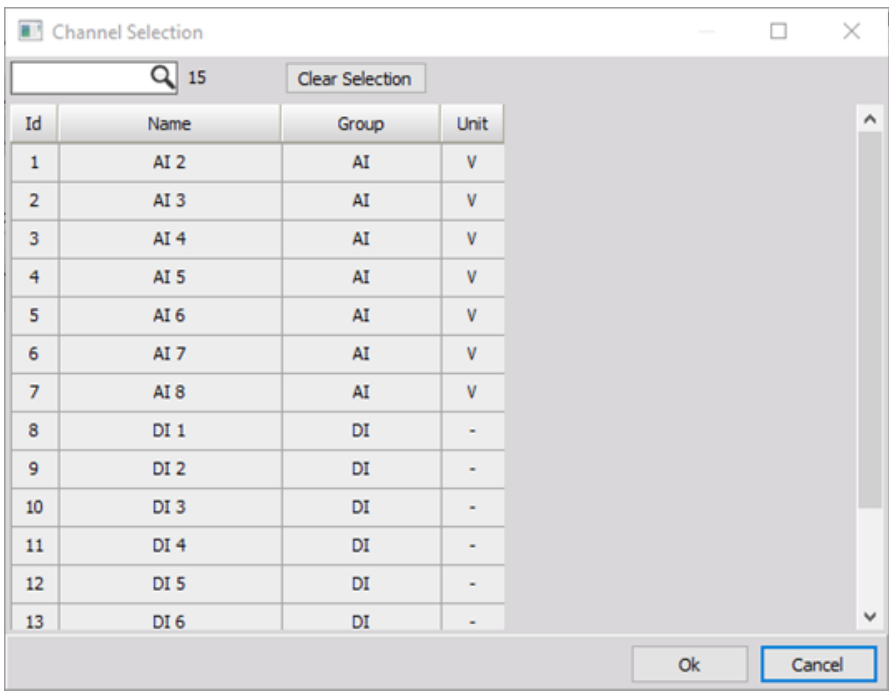 Channel Selection
15 Clear Selection
Id Name Group Unit
1 AI 2 AI V
2 AI 3 AI V
3 AI 4 AI V
4 AI 5 AI V
5 AI 6 AI V
6 AI 7 AI V
7 AI 8 AI V
8 DI 1 DI -
9 DI 2 DI -
10 DI 3 DI -
11 DI 4 DI -
12 DI 5 DI -
13 DI 6 DI -
Ok Cancel